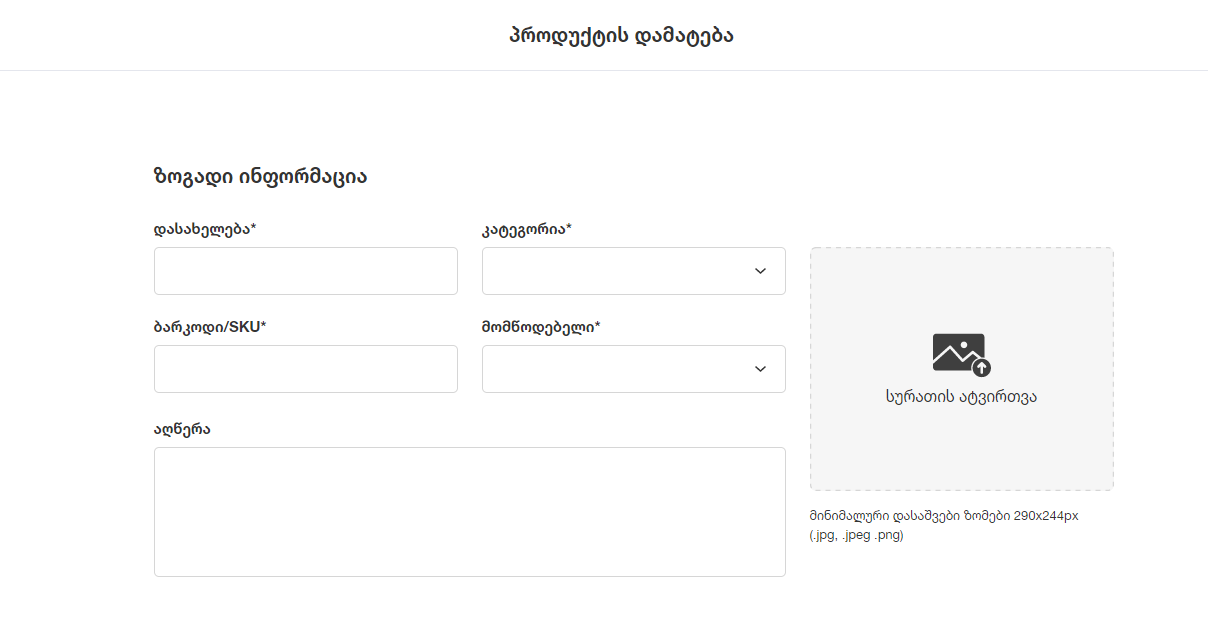 პროდუქტის დამატება
ზოგადი ინფორმაცია
დასახელება*
კატეგორია*
ბარკოდი/SKU*
მომწოდებელი*
აღწერა
სურათის ატვირთვა
მინიმალური დასაშვები ზომები 290x244px
(.jpg, .jpeg .png)